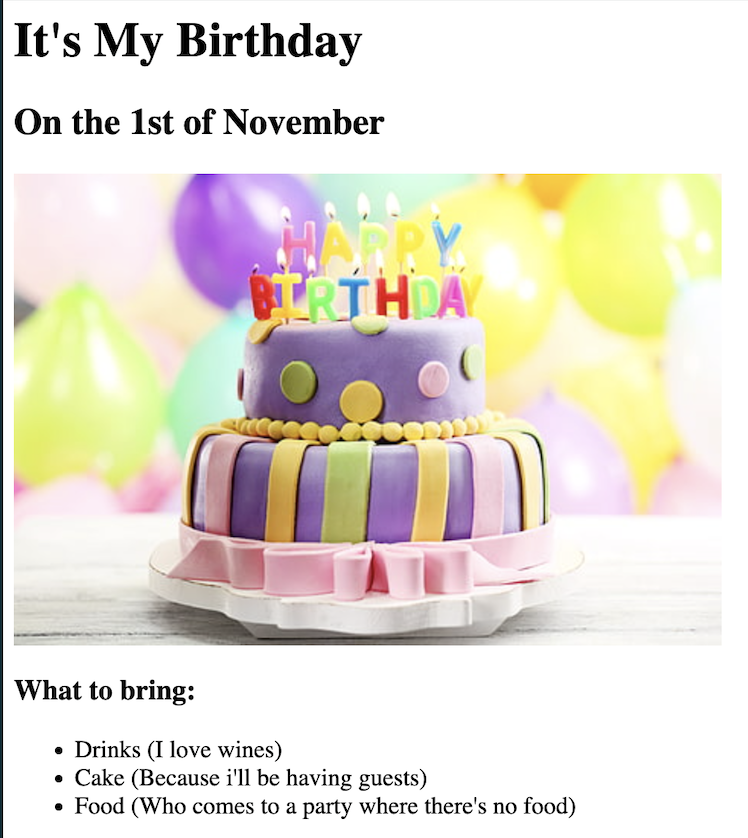 It's My Birthday
On the 1st of November
HAPPY
BIRTHDAY
What to bring:
Drinks (I love wines)
Cake (Because i'll be having guests)
Food (Who comes to a party where there's no food)